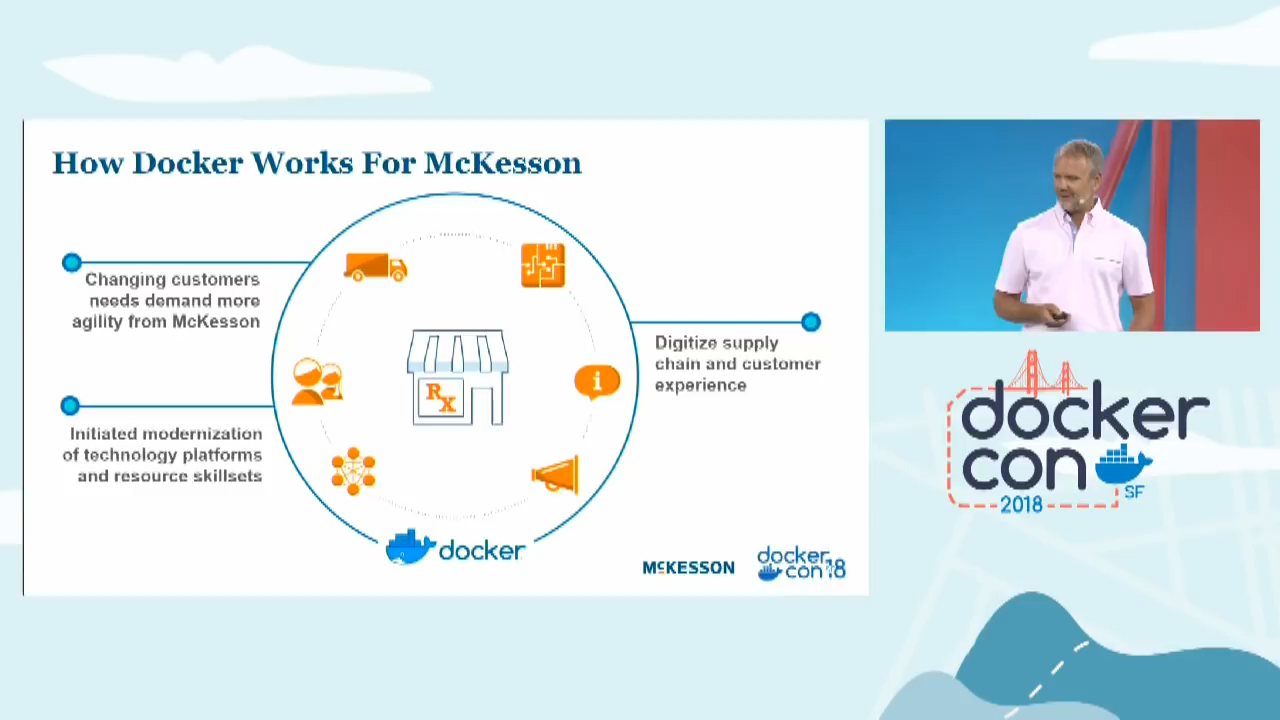 How Docker Works For McKesson
Changing customers
needs demand more
agility from McKesson
Initiated modernization
of technology platforms
and resource skillsets
Digitize supply
chain and customer
experience
RX
i
docker
MCKESSON
docker
con18
docker
con
SF
2018